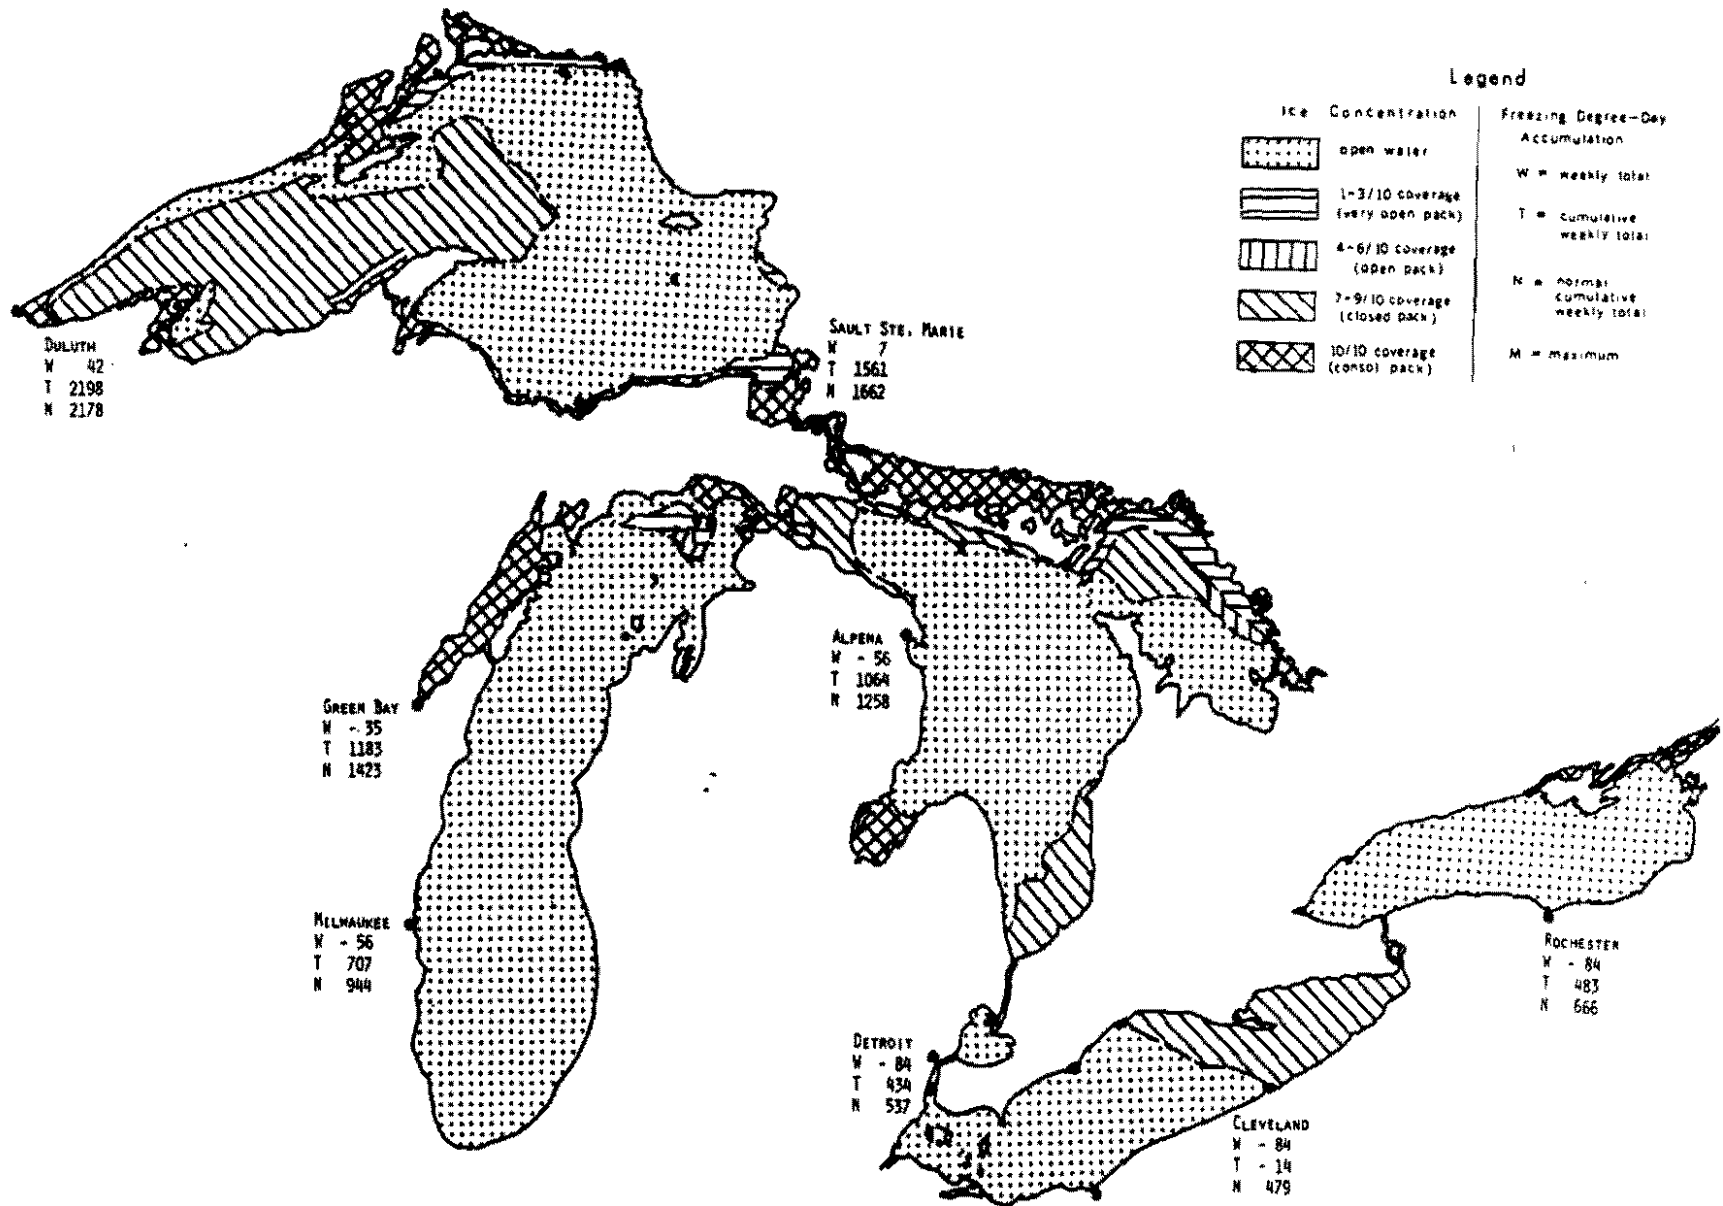 Legend
Ice Concentration
open water
1-3/10 coverage
(very open pack)
4-6/10 coverage
(open pack)
7-9/10 coverage
(closed pack)
10/10 coverage
(consol pack)
Freezing Degree-Day
Accumulation
W = weekly total
T = cumulative
weekly total
N = normal
cumulative
weekly total
M = maximum
DULUTH
W 42
T 2198
N 2178
SAULT STE. MARIE
W 7
T 1561
N 1662
ALPENA
W - 56
T 1064
N 1258
GREEN BAY
W - 35
T 1183
N 1423
MILWAUKEE
W - 56
T 707
N 944
ROCHESTER
W - 84
T 483
N 666
DETROIT
W - 84
T 434
N 537
CLEVELAND
W - 84
T - 14
N 479